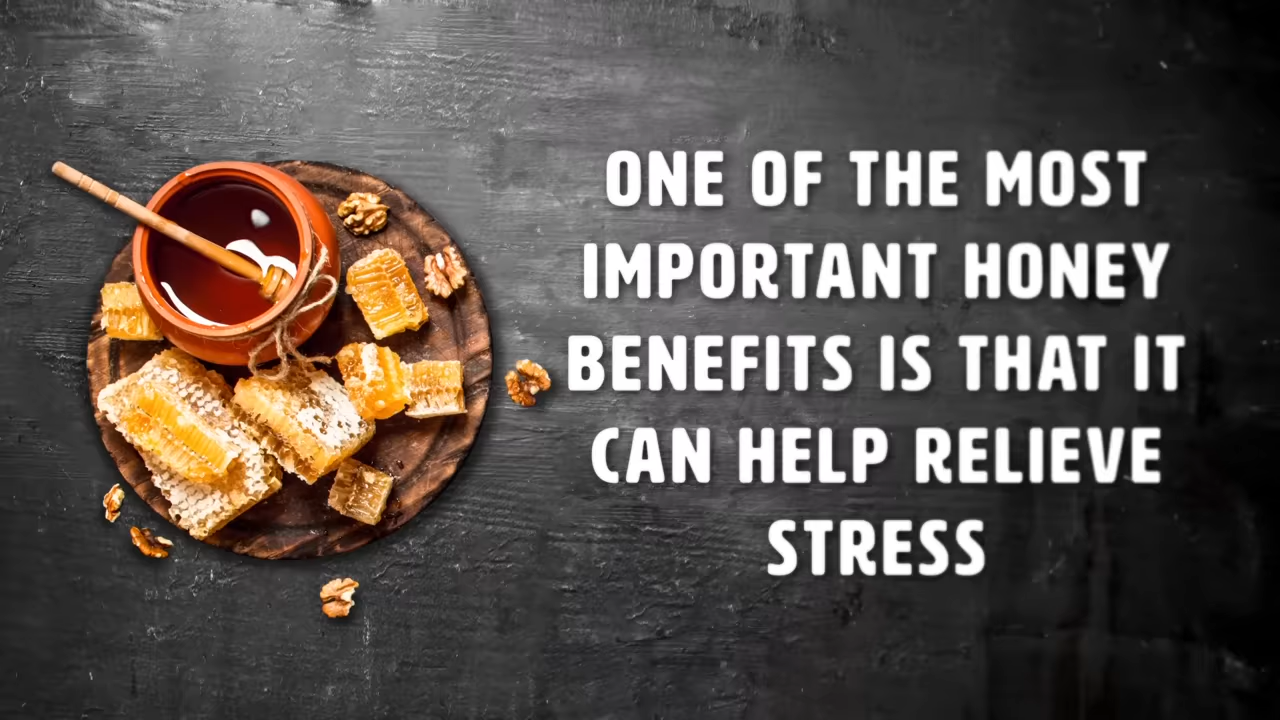 ONE OF THE MOST
IMPORTANT HONEY
BENEFITS IS THAT IT
CAN HELP RELIEVE
STRESS